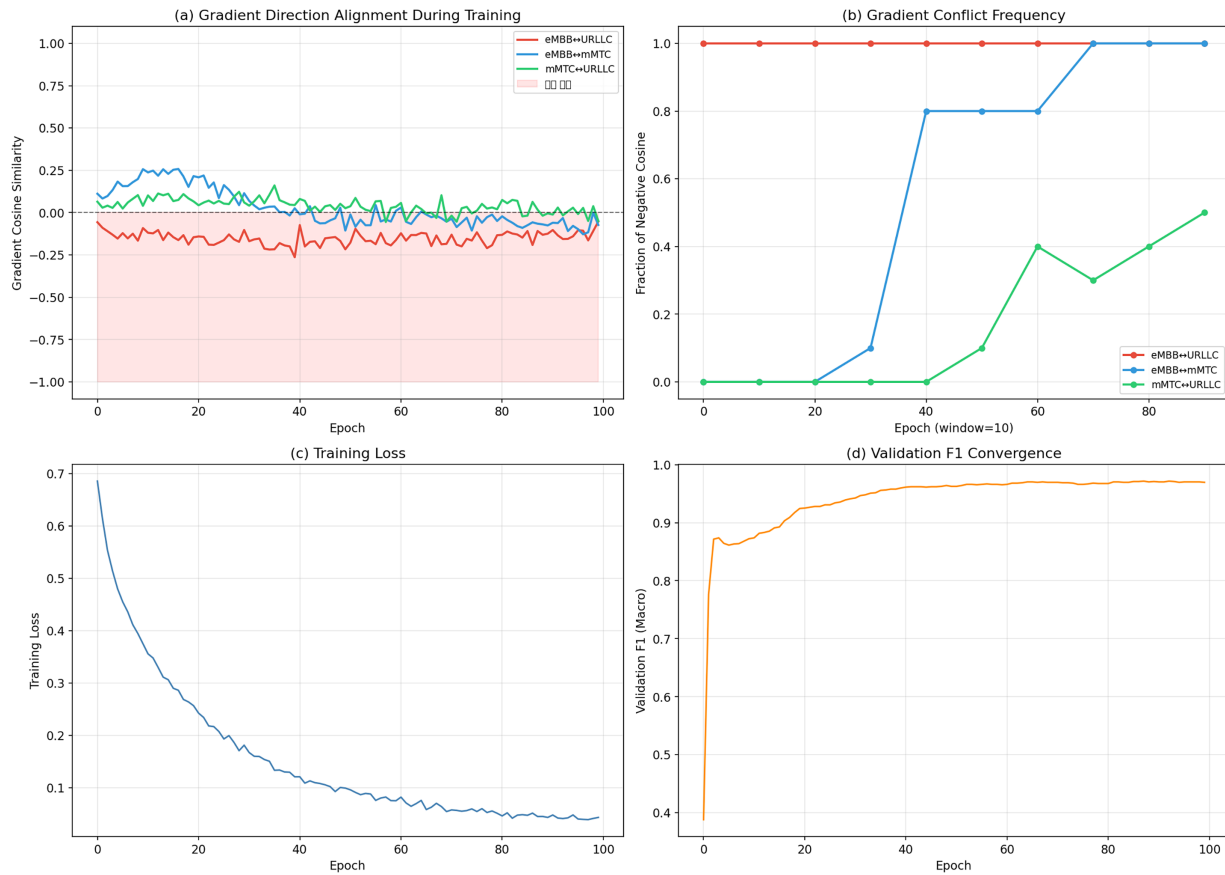 (a) Gradient Direction Alignment During Training
1.00
0.75
0.50
0.25
0.00
−0.25
−0.50
−0.75
−1.00
Gradient Cosine Similarity
eMBB↔URLLC
eMBB↔mMTC
mMTC↔URLLC
0
20
40
60
80
100
Epoch
(b) Gradient Conflict Frequency
1.0
0.8
0.6
0.4
0.2
0.0
Fraction of Negative Cosine
eMBB↔URLLC
eMBB↔mMTC
mMTC↔URLLC
0
20
40
60
80
Epoch (window=10)
(c) Training Loss
0.7
0.6
0.5
0.4
0.3
0.2
0.1
Training Loss
0
20
40
60
80
100
Epoch
(d) Validation F1 Convergence
1.0
0.9
0.8
0.7
0.6
0.5
0.4
Validation F1 (Macro)
0
20
40
60
80
100
Epoch